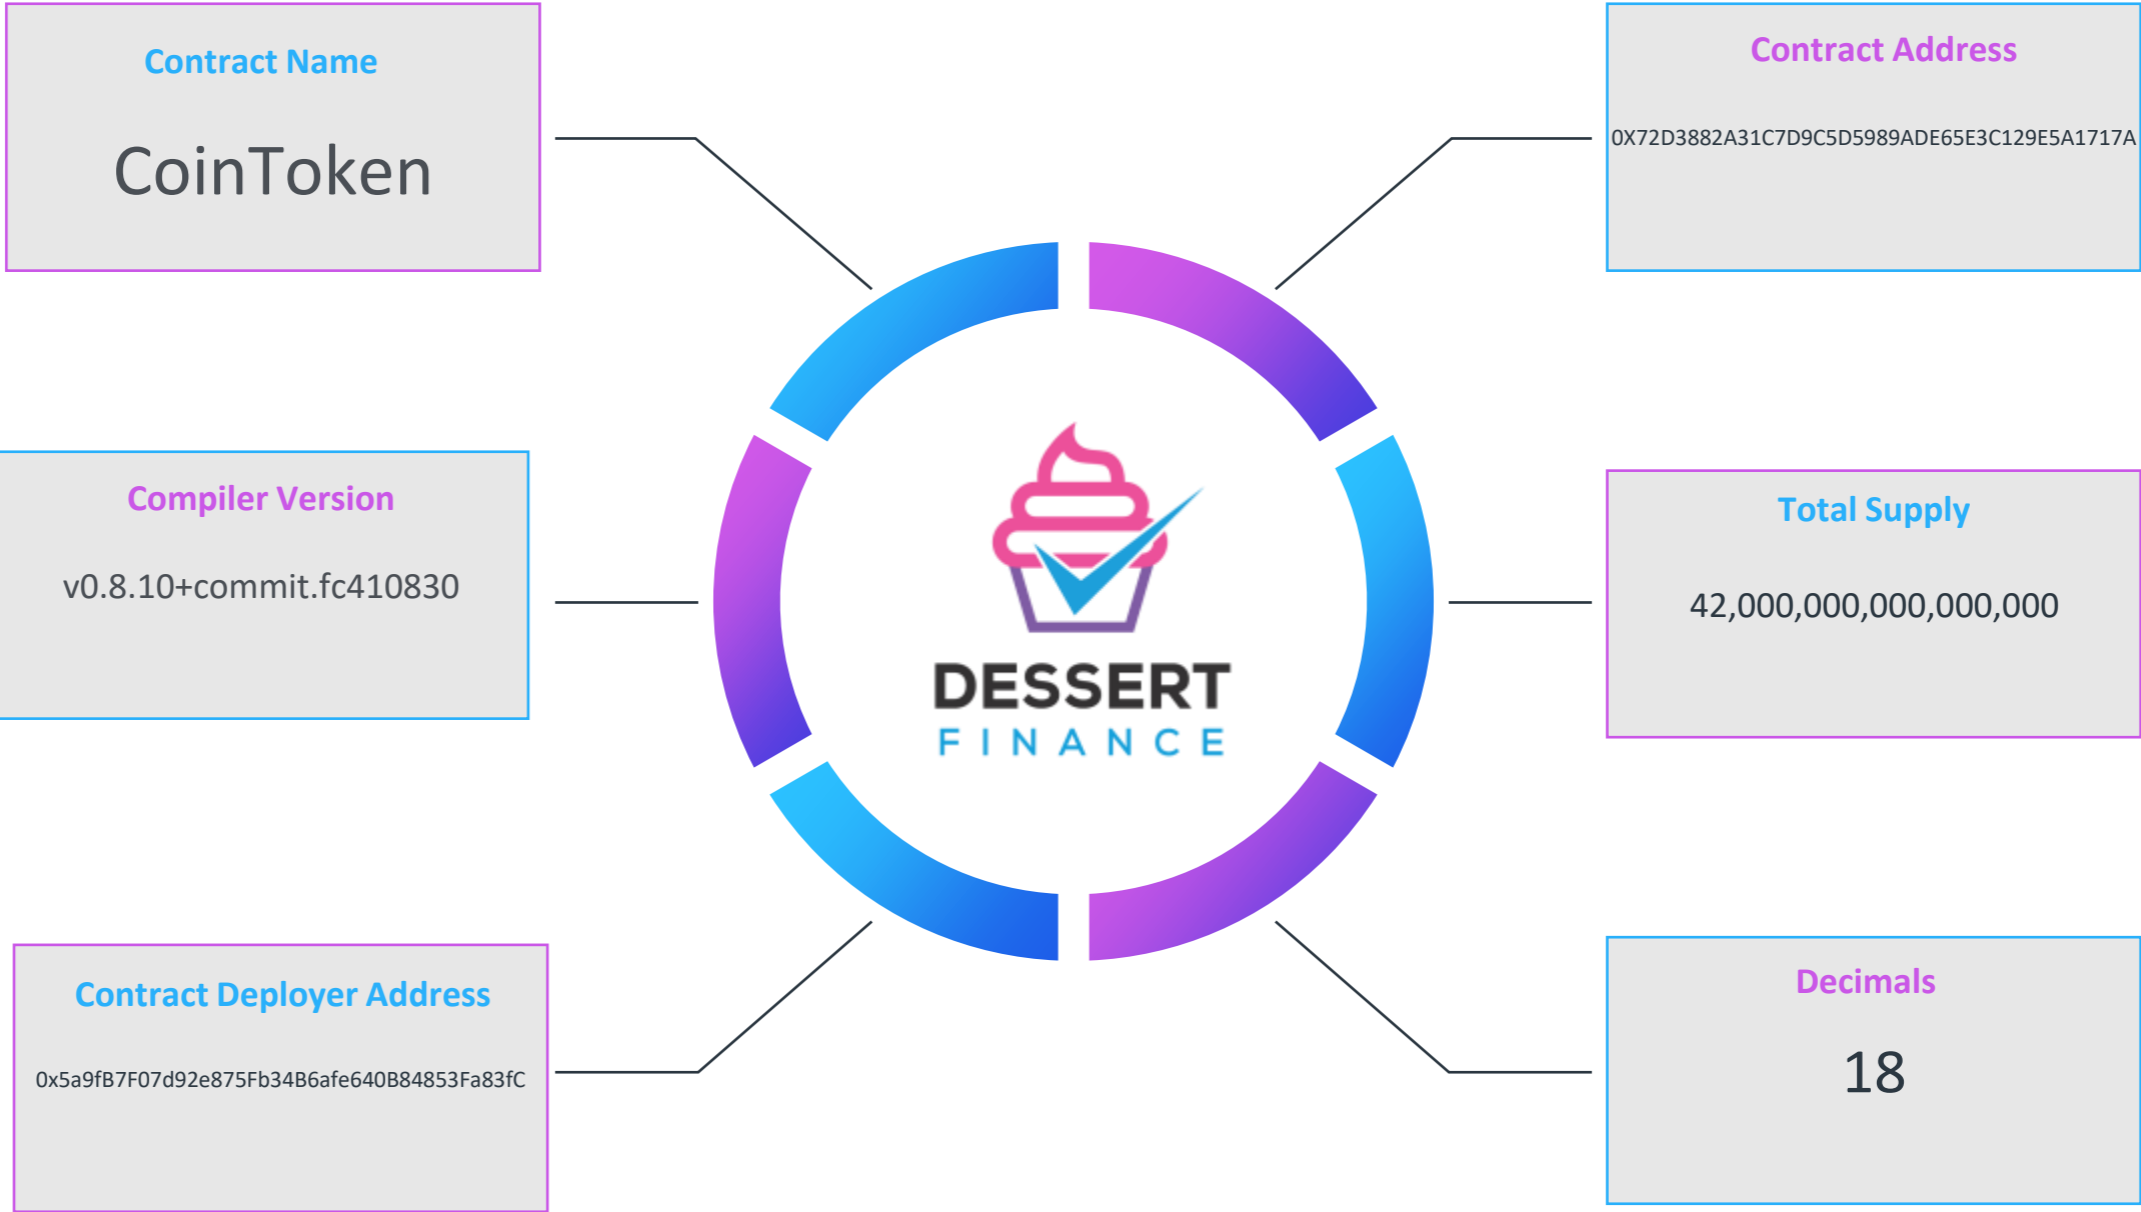 Contract Name
CoinToken
Contract Address
0X72D3882A31C7D9C5D5989ADE65E3C129E5A1717A
Compiler Version
v0.8.10+commit.fc410830
DESSERT
FINANCE
Total Supply
42,000,000,000,000,000
Contract Deployer Address
0x5a9fB7F07d92e875Fb34B6afe640B84853Fa83fC
Decimals
18